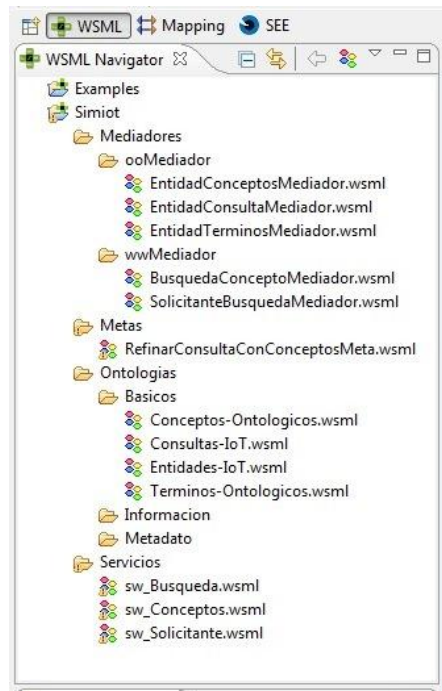 WSML Mapping SEE
WSML Navigator
Examples
Simiot
Mediadores
ooMediador
EntidadConceptosMediador.wsml
EntidadConsultaMediador.wsml
EntidadTerminosMediador.wsml
wwMediador
BusquedaConceptoMediador.wsml
SolicitanteBusquedaMediador.wsml
Metas
RefinarConsultaConConceptosMeta.wsml
Ontologias
Basicos
Conceptos-Ontologicos.wsml
Consultas-IoT.wsml
Entidades-IoT.wsml
Terminos-Ontologicos.wsml
Informacion
Metadato
Servicios
sw_Busqueda.wsml
sw_Conceptos.wsml
sw_Solicitante.wsml